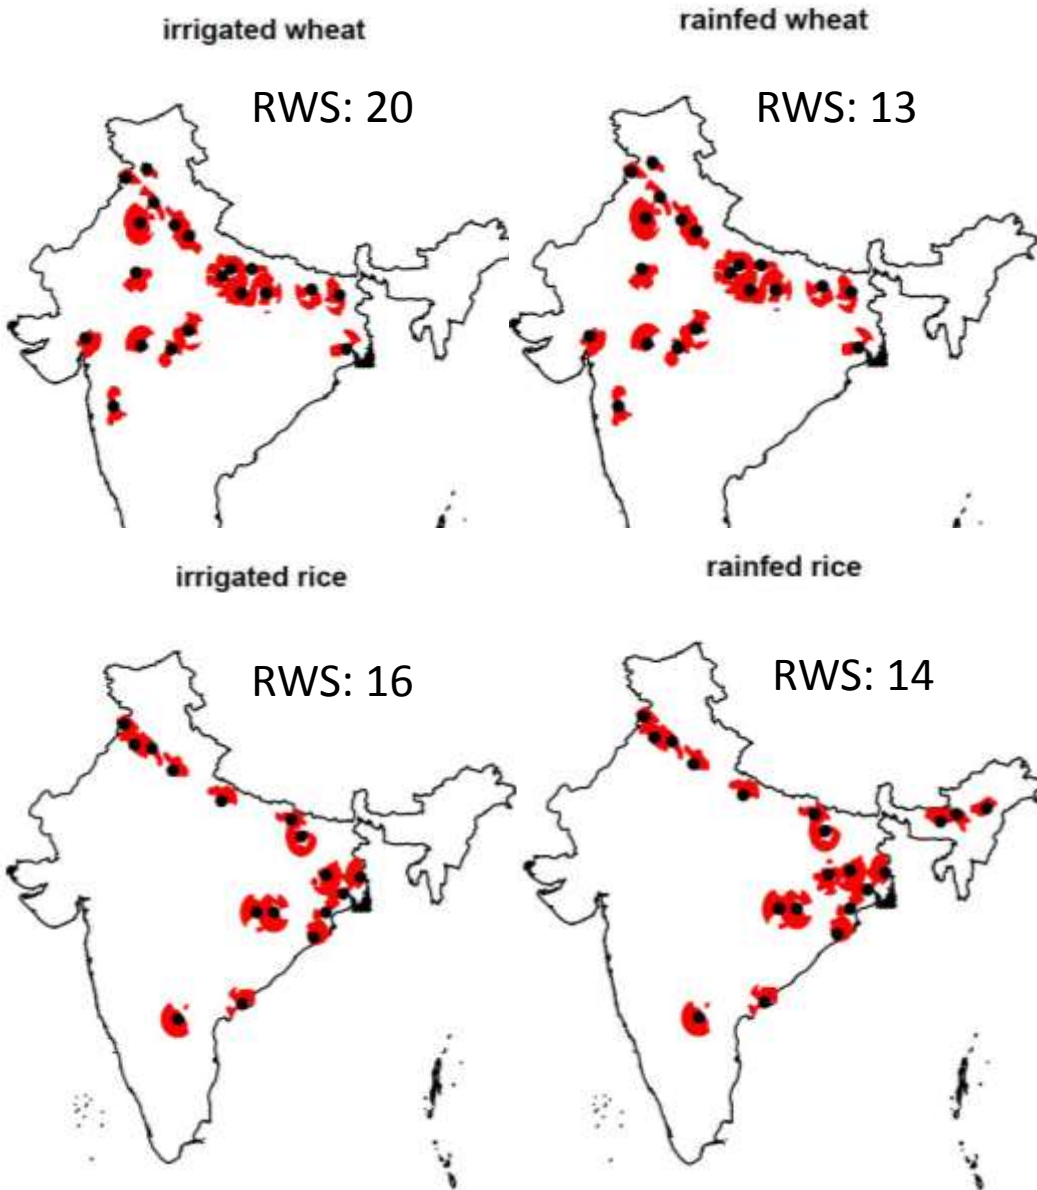 irrigated wheat
rainfed wheat
RWS: 20
RWS: 13
irrigated rice
rainfed rice
RWS: 16
RWS: 14